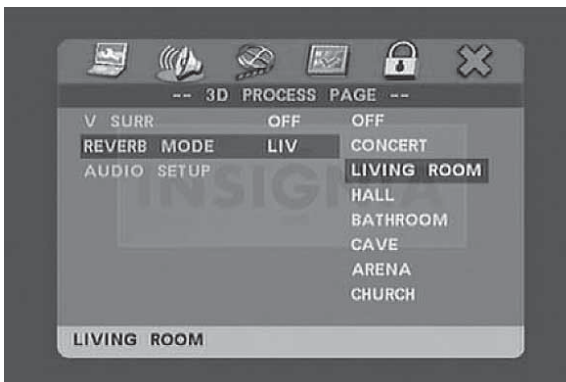 -- 3D PROCESS PAGE --
V SURR OFF OFF
REVERB MODE LIV CONCERT
AUDIO SETUP LIVING ROOM
HALL
BATHROOM
CAVE
ARENA
CHURCH
INSIGNIA
LIVING ROOM